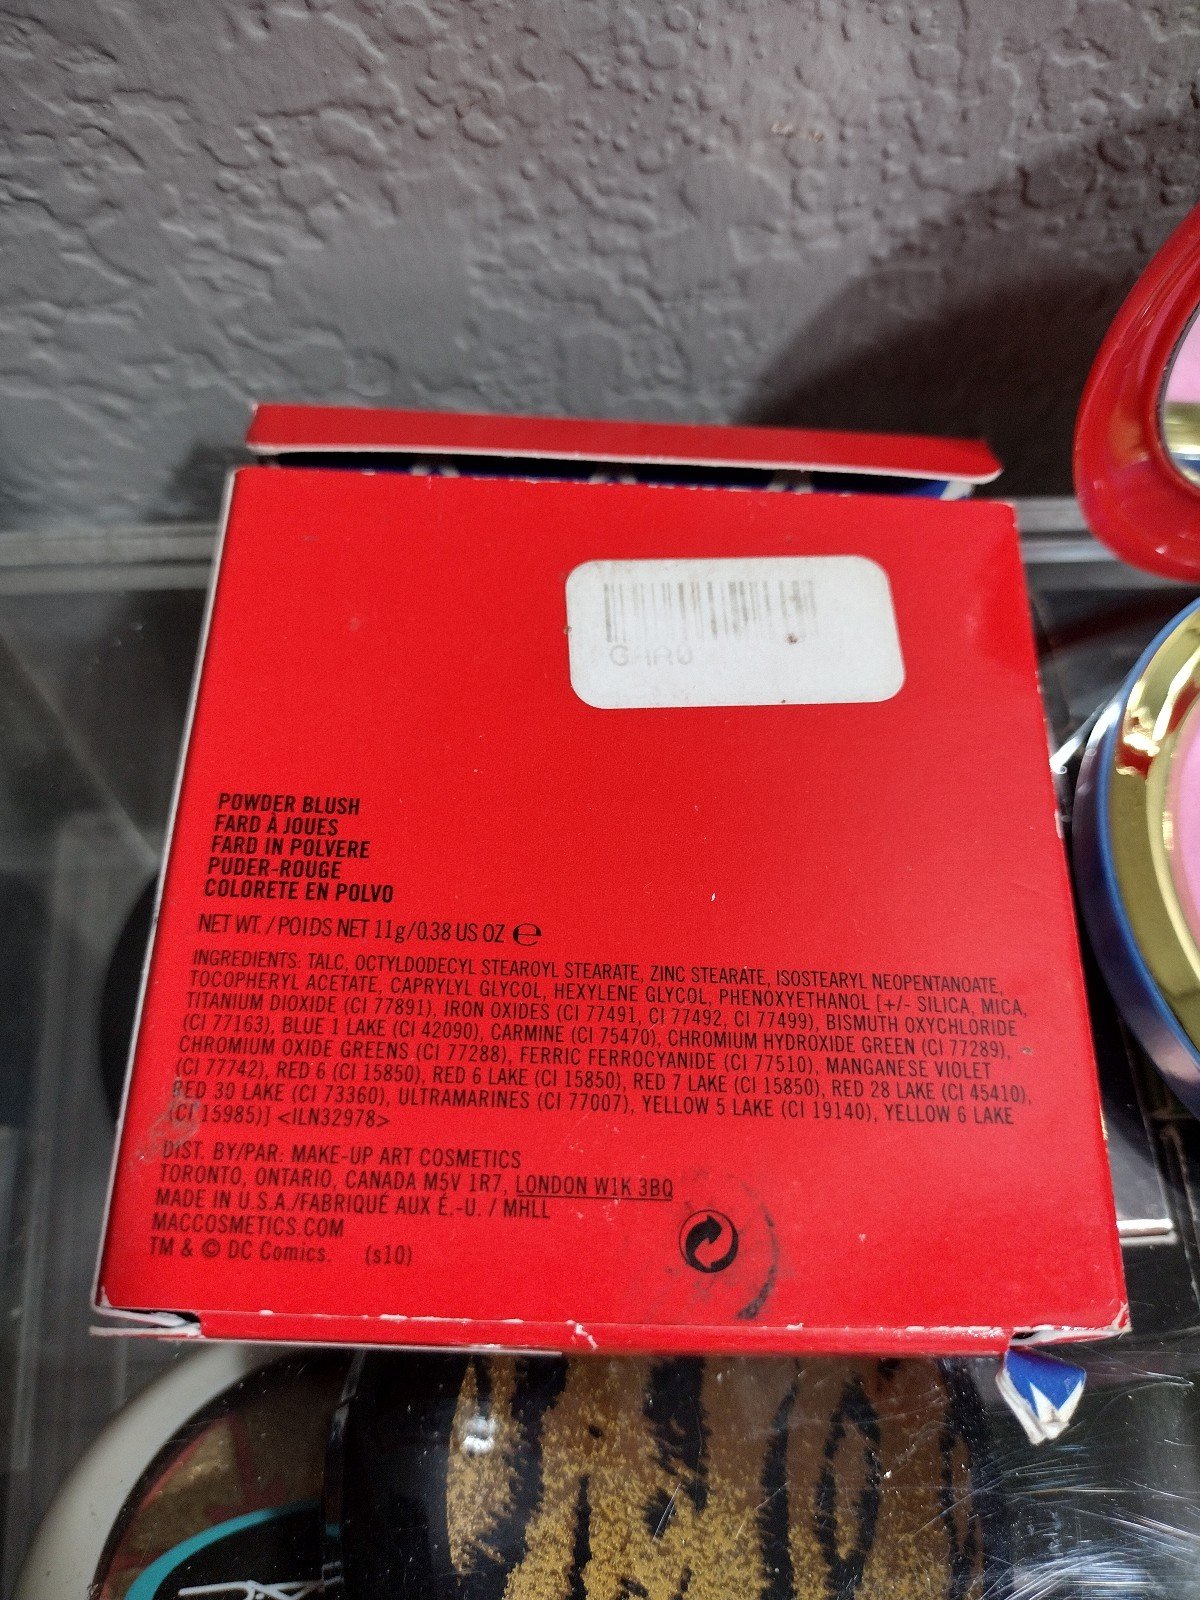 POWDER BLUSH
FARD À JOUES
FARD IN POLVERE
PUDER-ROUGE
COLORETE EN POLVO
NET WT. / POIDS NET 11g/0.38 US OZ ℮
INGREDIENTS: TALC, OCTYLDODECYL STEAROYL STEARATE, ZINC STEARATE, ISOSTEARYL NEOPENTANOATE,
TOCOPHERYL ACETATE, CAPRYLYL GLYCOL, HEXYLENE GLYCOL, PHENOXYETHANOL [+/- SILICA, MICA,
TITANIUM DIOXIDE (CI 77891), IRON OXIDES (CI 77491, CI 77492, CI 77499), BISMUTH OXYCHLORIDE
(CI 77163), BLUE 1 LAKE (CI 42090), CARMINE (CI 75470), CHROMIUM HYDROXIDE GREEN (CI 77289),
CHROMIUM OXIDE GREENS (CI 77288), FERRIC FERROCYANIDE (CI 77510), MANGANESE VIOLET
(CI 77742), RED 6 (CI 15850), RED 6 LAKE (CI 15850), RED 7 LAKE (CI 15850), RED 28 LAKE (CI 45410),
RED 30 LAKE (CI 73360), ULTRAMARINES (CI 77007), YELLOW 5 LAKE (CI 19140), YELLOW 6 LAKE
(CI 15985)] <ILN32978>
DIST. BY/PAR: MAKE-UP ART COSMETICS
TORONTO, ONTARIO, CANADA M5V 1R7, LONDON W1K 3BQ
MADE IN U.S.A./FABRIQUÉ AUX É.-U. / MHLL
MACCOSMETICS.COM
TM & © DC Comics. (s10)